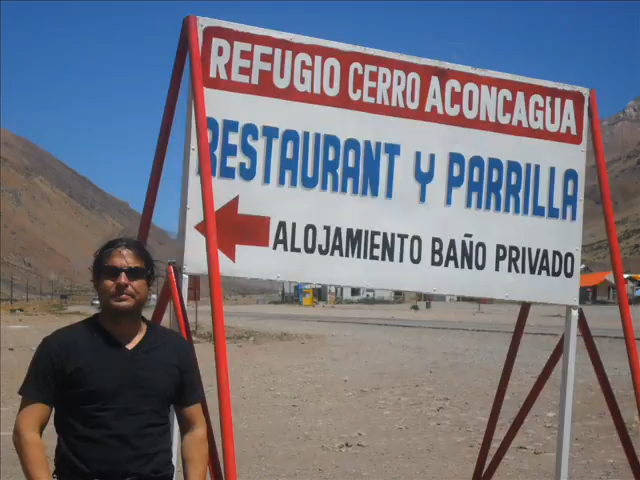 REFUGIO CERRO ACONCAGUA
RESTAURANT Y PARRILLA
ALOJAMIENTO BAÑO PRIVADO